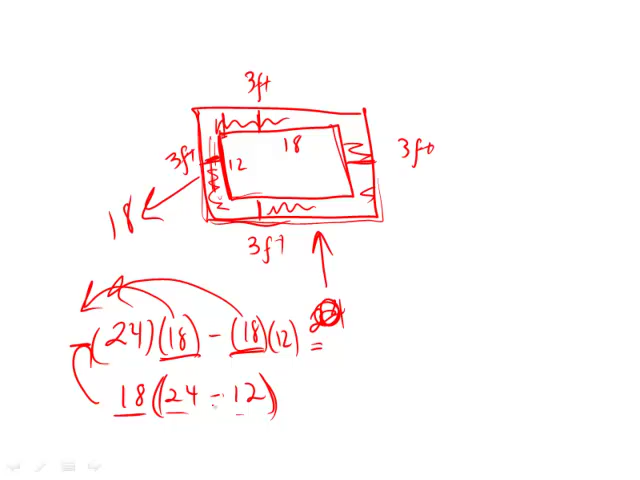 3ft
18
3ft
12
3ft
18
3ft
(24)(18) - (18)(12) =
18(24 - 12)